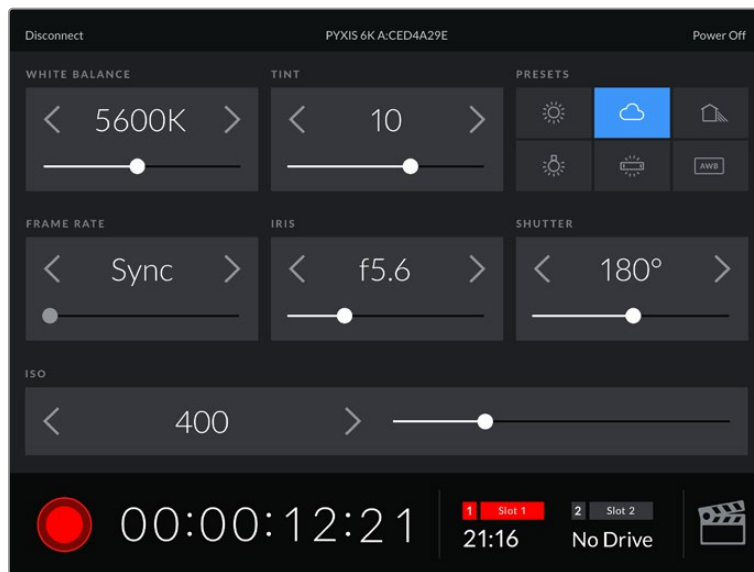 Disconnect PYXIS 6K A:CED4A29E Power Off
WHITE BALANCE TINT PRESETS
5600K 10
AWB
FRAME RATE IRIS SHUTTER
Sync f5.6 180°
ISO
400
00:00:12:21
1 Slot 1 2 Slot 2
21:16 No Drive